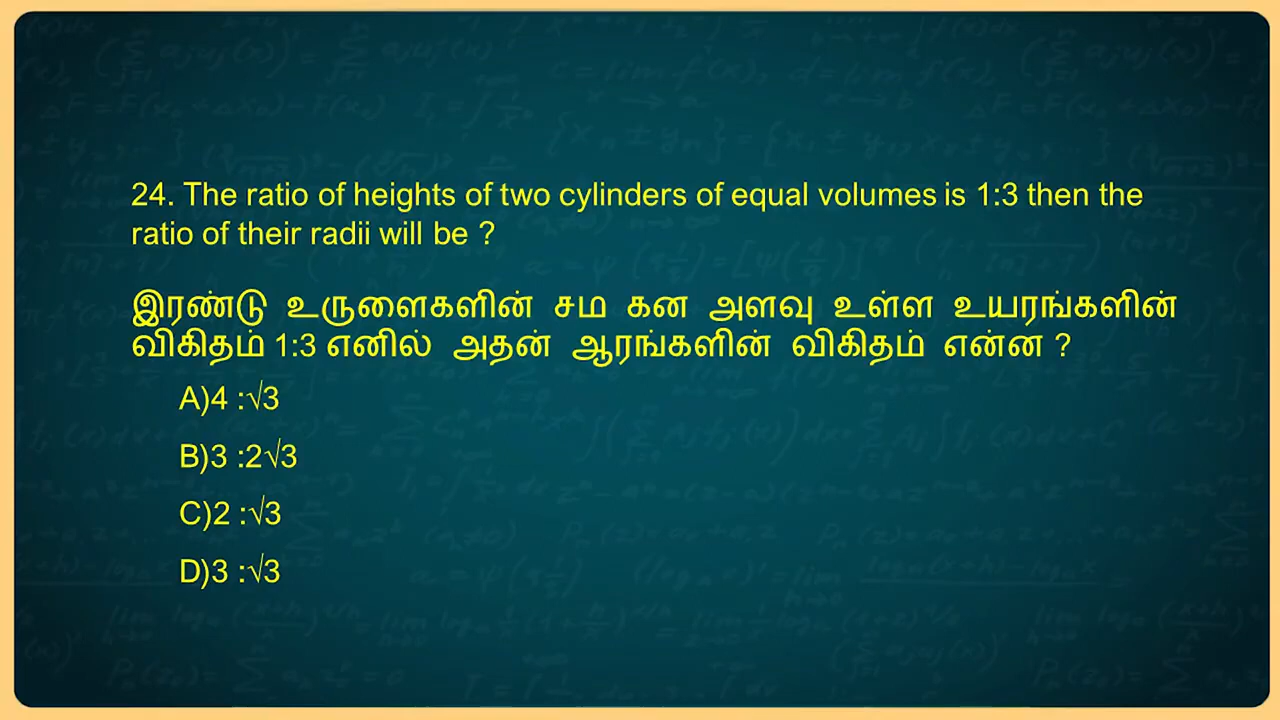 24. The ratio of heights of two cylinders of equal volumes is 1:3 then the
ratio of their radii will be ?
இரண்டு உருளைகளின் சம கன அளவு உள்ள உயரங்களின்
விகிதம் 1:3 எனில் அதன் ஆரங்களின் விகிதம் என்ன ?
A)4 :√3
B)3 :2√3
C)2 :√3
D)3 :√3